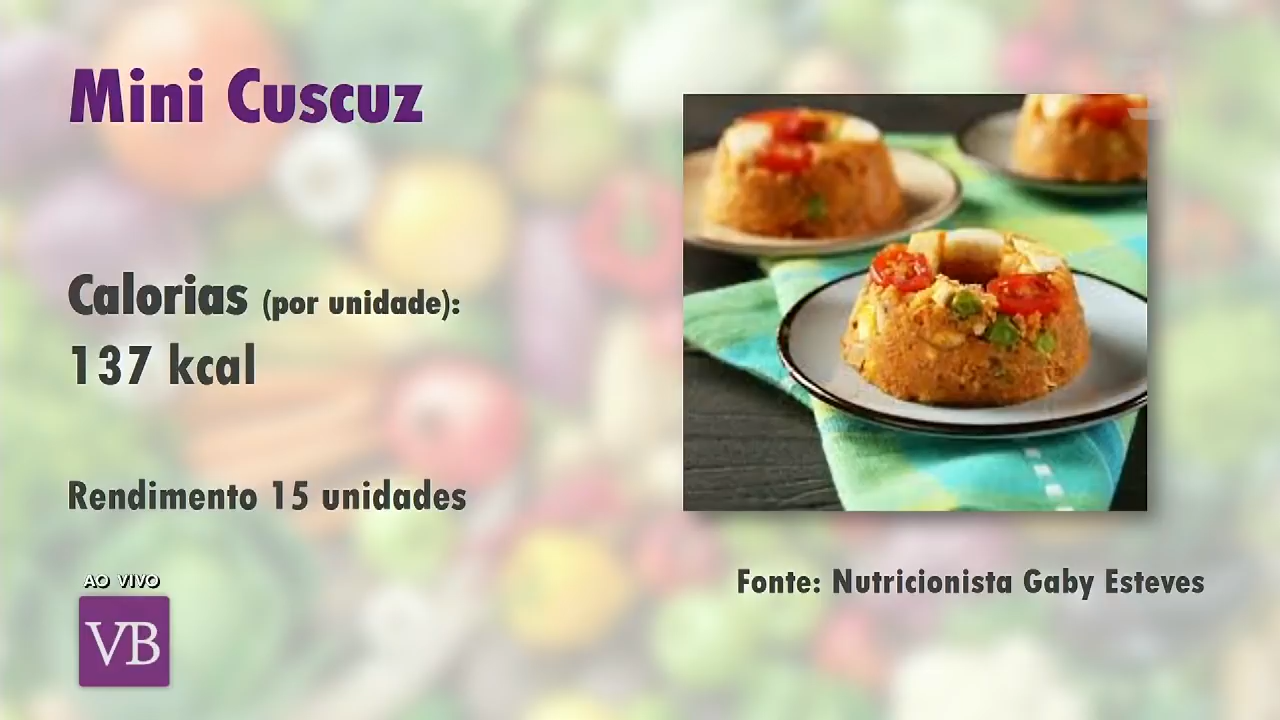 Mini Cuscuz
Calorias (por unidade):
137 kcal
Rendimento 15 unidades
AO VIVO
VB
Fonte: Nutricionista Gaby Esteves